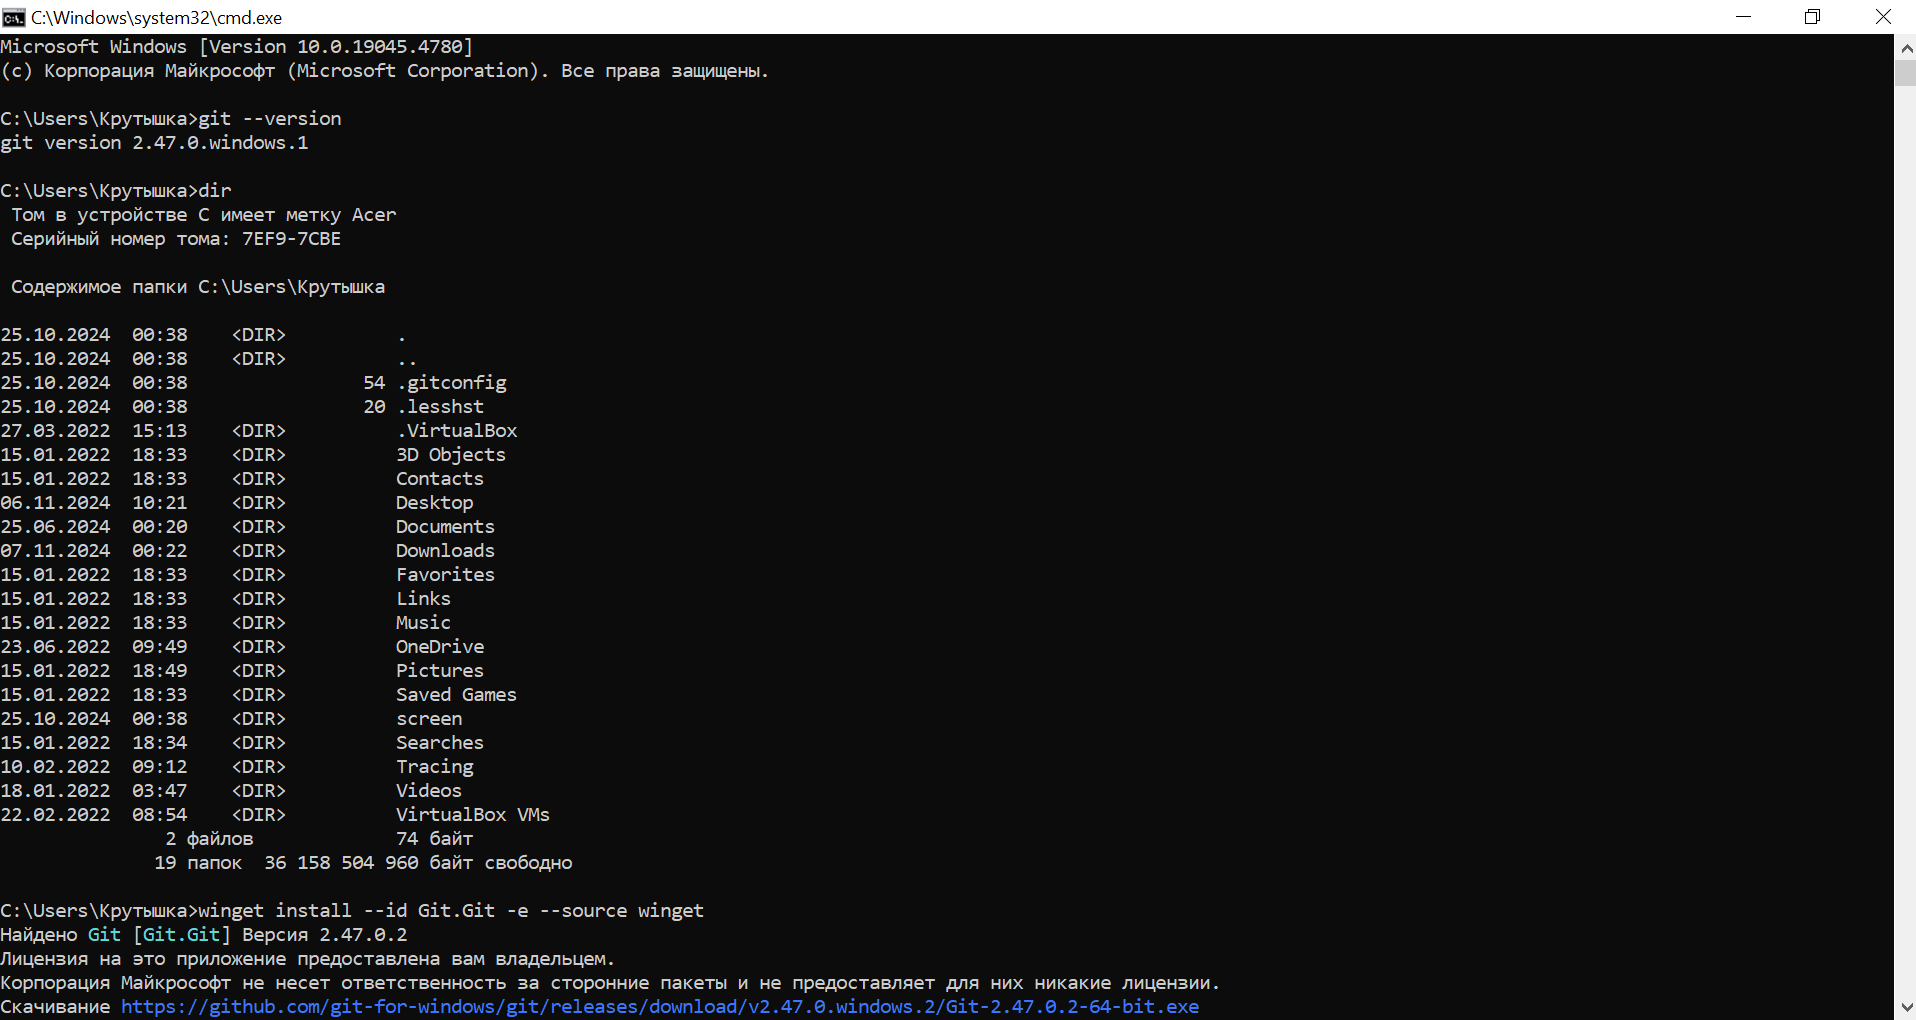 C:\Windows\system32\cmd.exe
Microsoft Windows [Version 10.0.19045.4780]
(c) Корпорация Майкрософт (Microsoft Corporation). Все права защищены.
C:\Users\Крутышка>git --version
git version 2.47.0.windows.1
C:\Users\Крутышка>dir
Том в устройстве C имеет метку Acer
Серийный номер тома: 7EF9-7CBE
Содержимое папки C:\Users\Крутышка
25.10.2024  00:38    <DIR>          .
25.10.2024  00:38    <DIR>          ..
25.10.2024  00:38                54 .gitconfig
25.10.2024  00:38                20 .lesshst
27.03.2022  15:13    <DIR>          .VirtualBox
15.01.2022  18:33    <DIR>          3D Objects
15.01.2022  18:33    <DIR>          Contacts
06.11.2024  10:21    <DIR>          Desktop
25.06.2024  00:20    <DIR>          Documents
07.11.2024  00:22    <DIR>          Downloads
15.01.2022  18:33    <DIR>          Favorites
15.01.2022  18:33    <DIR>          Links
15.01.2022  18:33    <DIR>          Music
23.06.2022  09:49    <DIR>          OneDrive
15.01.2022  18:49    <DIR>          Pictures
15.01.2022  18:33    <DIR>          Saved Games
25.10.2024  00:38    <DIR>          screen
15.01.2022  18:34    <DIR>          Searches
10.02.2022  09:12    <DIR>          Tracing
18.01.2022  03:47    <DIR>          Videos
22.02.2022  08:54    <DIR>          VirtualBox VMs
2 файлов             74 байт
19 папок  36 158 504 960 байт свободно
C:\Users\Крутышка>winget install --id Git.Git -e --source winget
Найдено Git [Git.Git] Версия 2.47.0.2
Лицензия на это приложение предоставлена вам владельцем.
Корпорация Майкрософт не несет ответственность за сторонние пакеты и не предоставляет для них никакие лицензии.
Скачивание https://github.com/git-for-windows/git/releases/download/v2.47.0.windows.2/Git-2.47.0.2-64-bit.exe